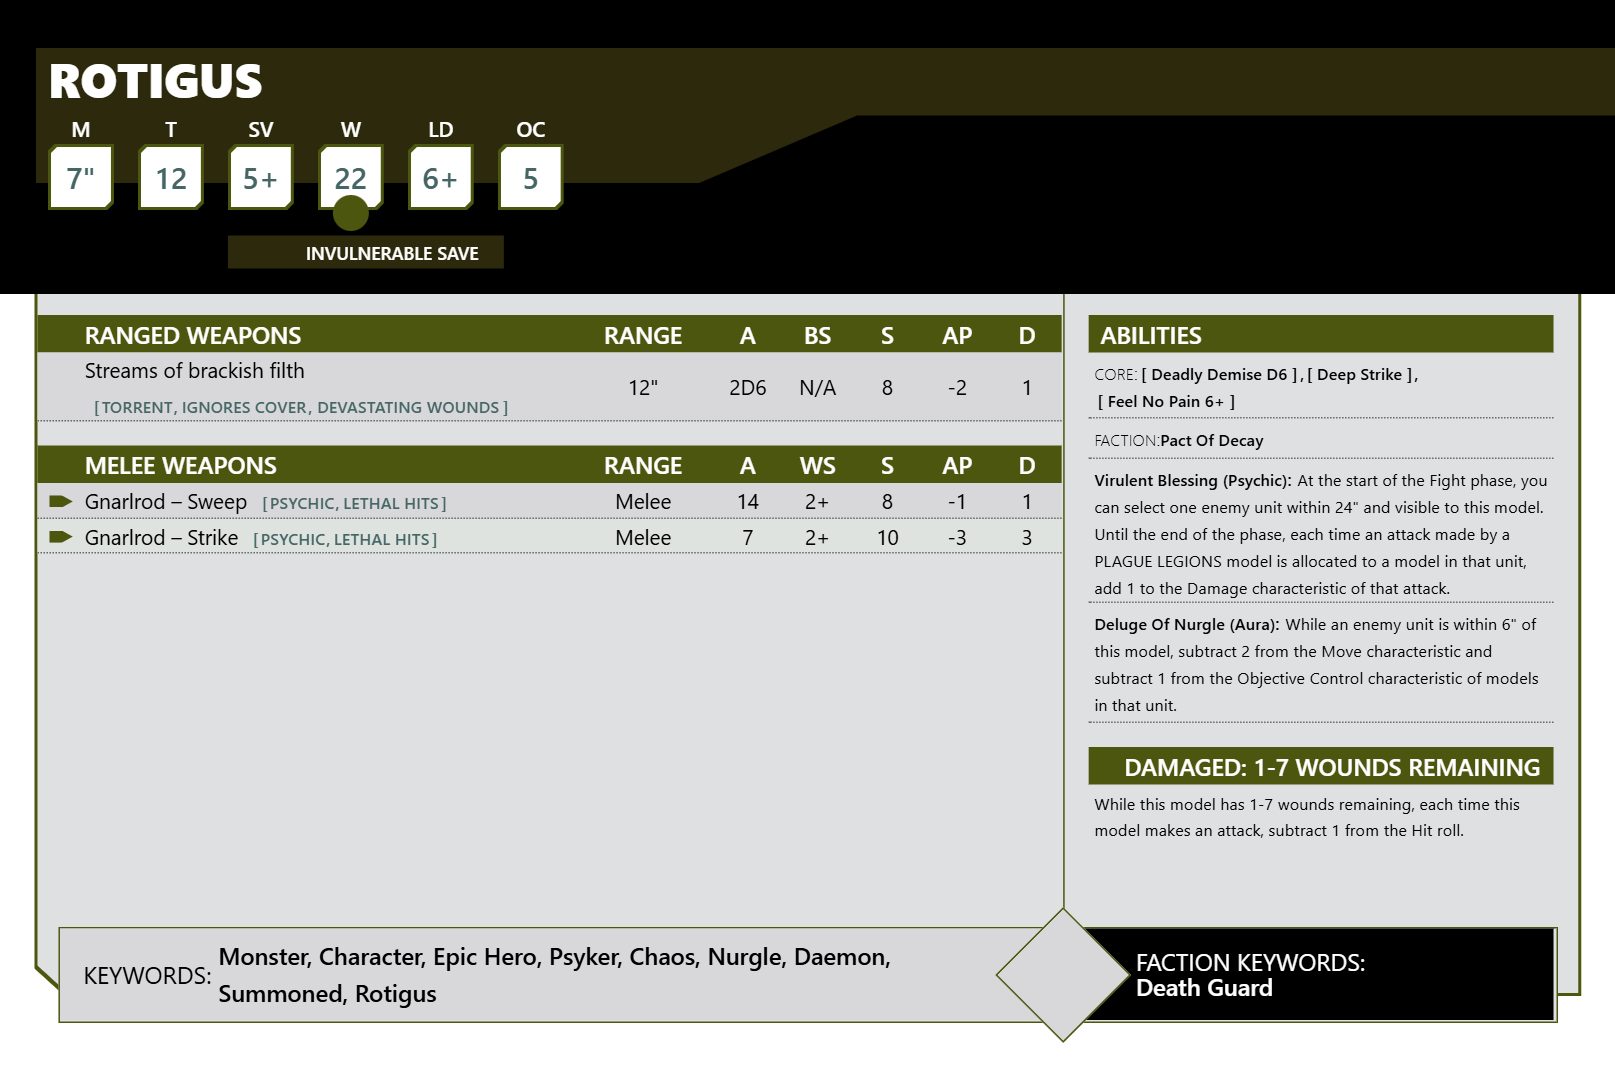 ROTIGUS
M T SV W LD OC
7" 12 5+ 22 6+ 5
INVULNERABLE SAVE
RANGED WEAPONS RANGE A BS S AP D
Streams of brackish filth 12" 2D6 N/A 8 -2 1
[ TORRENT, IGNORES COVER, DEVASTATING WOUNDS ]
MELEE WEAPONS RANGE A WS S AP D
Gnarlrod – Sweep [ PSYCHIC, LETHAL HITS ] Melee 14 2+ 8 -1 1
Gnarlrod – Strike [ PSYCHIC, LETHAL HITS ] Melee 7 2+ 10 -3 3
ABILITIES
CORE: [ Deadly Demise D6 ] , [ Deep Strike ] ,
[ Feel No Pain 6+ ]
FACTION:Pact Of Decay
Virulent Blessing (Psychic): At the start of the Fight phase, you
can select one enemy unit within 24" and visible to this model.
Until the end of the phase, each time an attack made by a
PLAGUE LEGIONS model is allocated to a model in that unit,
add 1 to the Damage characteristic of that attack.
Deluge Of Nurgle (Aura): While an enemy unit is within 6" of
this model, subtract 2 from the Move characteristic and
subtract 1 from the Objective Control characteristic of models
in that unit.
DAMAGED: 1-7 WOUNDS REMAINING
While this model has 1-7 wounds remaining, each time this
model makes an attack, subtract 1 from the Hit roll.
KEYWORDS: Monster, Character, Epic Hero, Psyker, Chaos, Nurgle, Daemon,
Summoned, Rotigus
FACTION KEYWORDS:
Death Guard